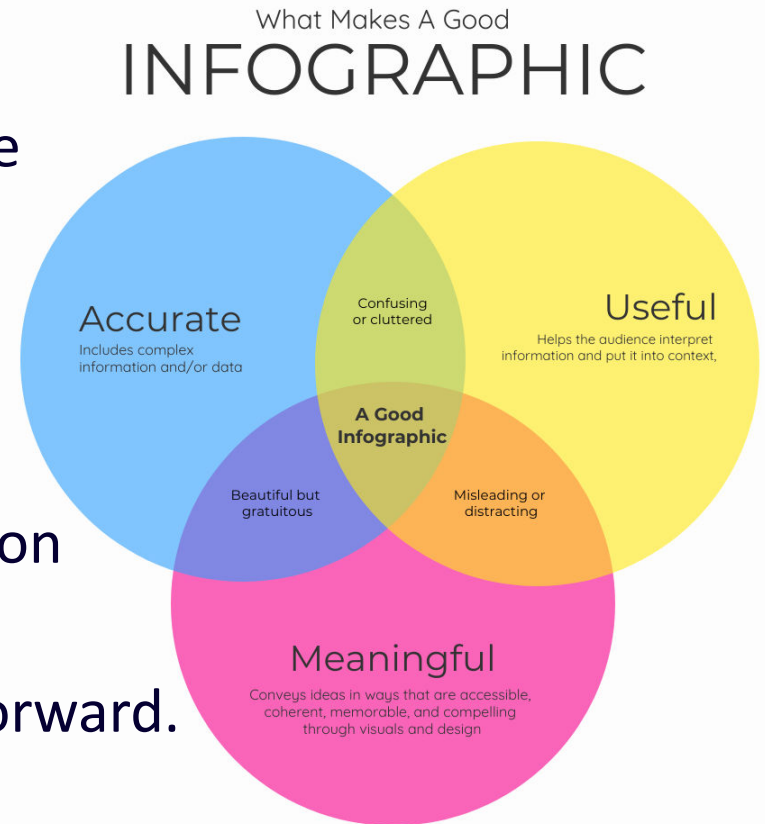 What Makes A Good
INFOGRAPHIC
e
Accurate
Includes complex
information and/or data
Confusing
or cluttered
Useful
Helps the audience interpret
information and put it into context,
A Good
Infographic
Beautiful but
gratuitous
Misleading or
distracting
on
Meaningful
Conveys ideas in ways that are accessible,
coherent, memorable, and compelling
through visuals and design
orward.